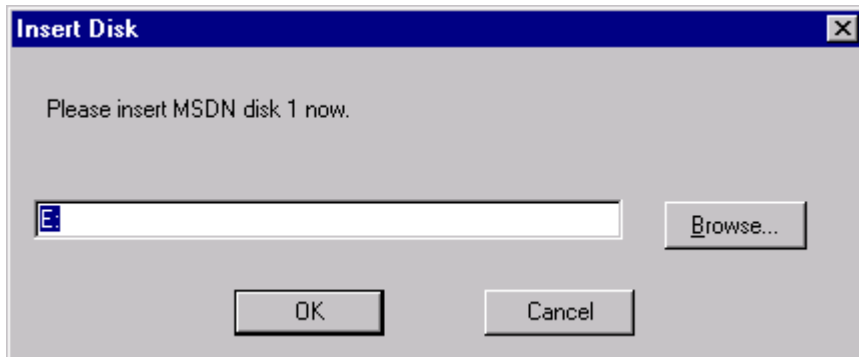 Insert Disk
Please insert MSDN disk 1 now.
E:
Browse...
OK
Cancel